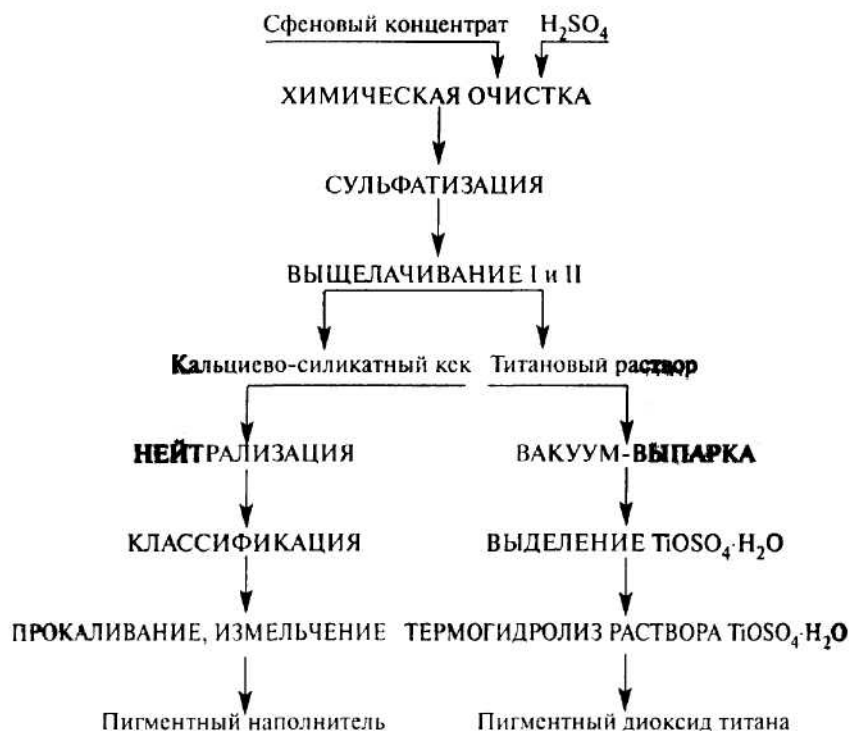 Сфеновый концентрат H₂SO₄
ХИМИЧЕСКАЯ ОЧИСТКА
СУЛЬФАТИЗАЦИЯ
ВЫЩЕЛАЧИВАНИЕ I и II
Кальциево-силикатный кек Титановый раствор
НЕЙТРАЛИЗАЦИЯ ВАКУУМ-ВЫПАРКА
КЛАССИФИКАЦИЯ ВЫДЕЛЕНИЕ TiOSO₄·H₂O
ПРОКАЛИВАНИЕ, ИЗМЕЛЬЧЕНИЕ ТЕРМОГИДРОЛИЗ РАСТВОРА TiOSO₄·H₂O
Пигментный наполнитель Пигментный диоксид титана